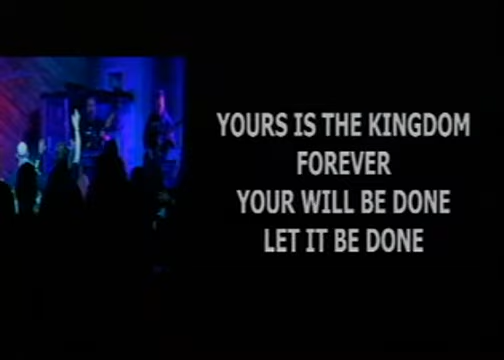 YOURS IS THE KINGDOM
FOREVER
YOUR WILL BE DONE
LET IT BE DONE